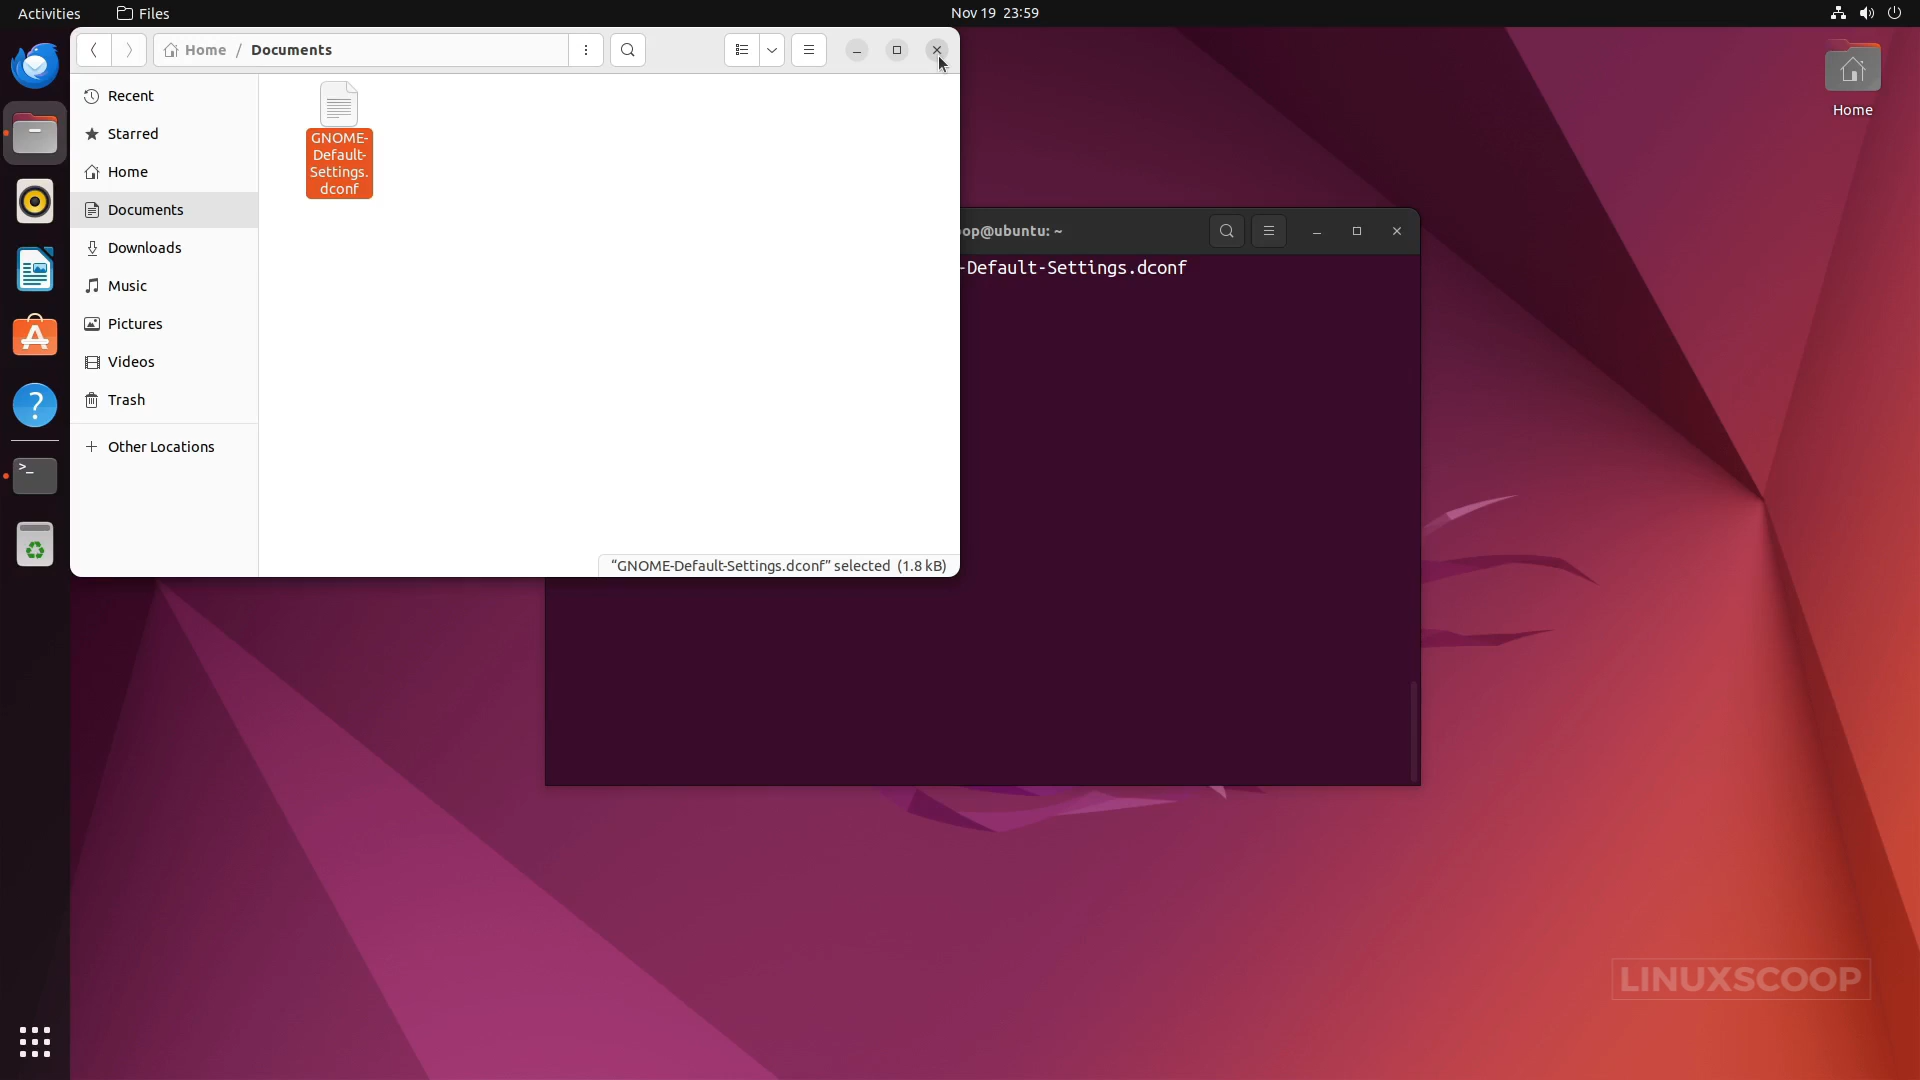 Activities
Files
Nov 19 23:59
Home / Documents
Recent
Starred
Home
Documents
Downloads
Music
Pictures
Videos
Trash
Other Locations
GNOME-
Default-
Settings.
dconf
“GNOME-Default-Settings.dconf” selected (1.8 kB)
oop@ubuntu: ~
-Default-Settings.dconf
Home
LINUXSCOOP